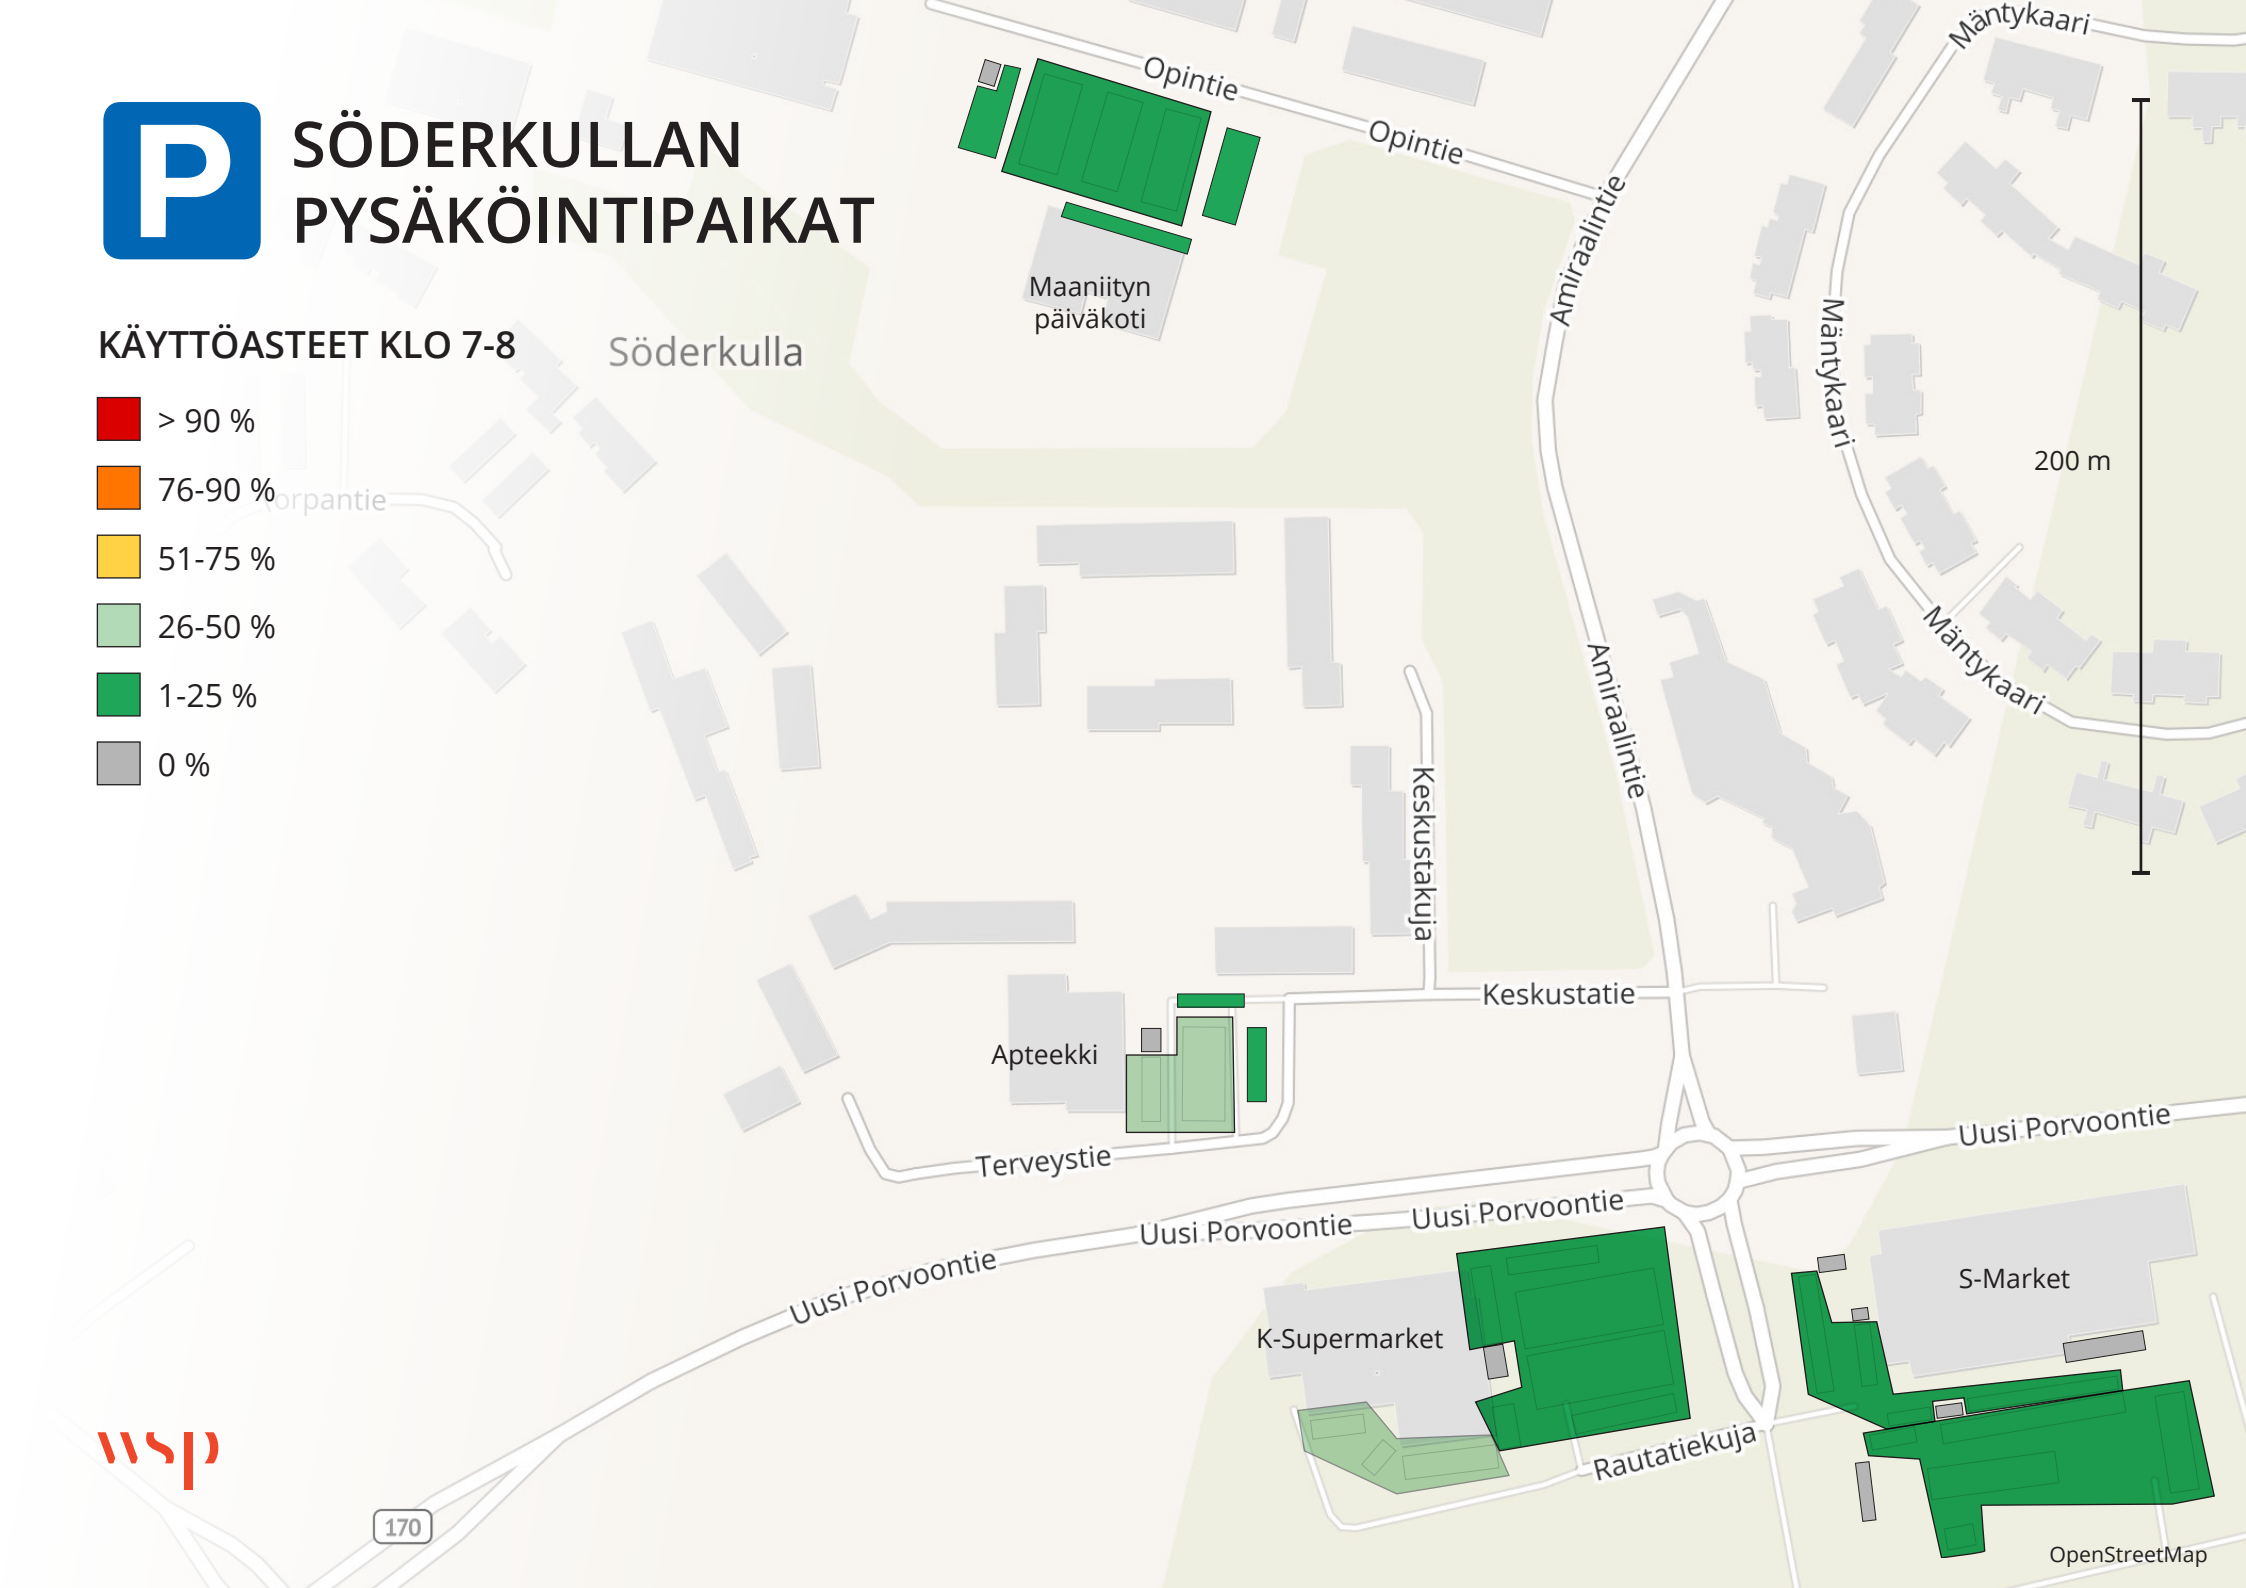 SÖDERKULLAN
PYSÄKÖINTIPAIKAT
KÄYTTÖASTEET KLO 7-8
> 90 %
76-90 %
51-75 %
26-50 %
1-25 %
0 %
Mäntykaari
Opintie
Opintie
Amiraalintie
Maaniityn
päiväkoti
Söderkulla
Mäntykaari
200 m
orpantie
Mäntykaari
Amiraalintie
Keskustakuja
Keskustatie
Apteekki
Terveystie
Uusi Porvoontie
Uusi Porvoontie
Uusi Porvoontie
Uusi Porvoontie
S-Market
K-Supermarket
Rautatiekuja
wsp
170
OpenStreetMap